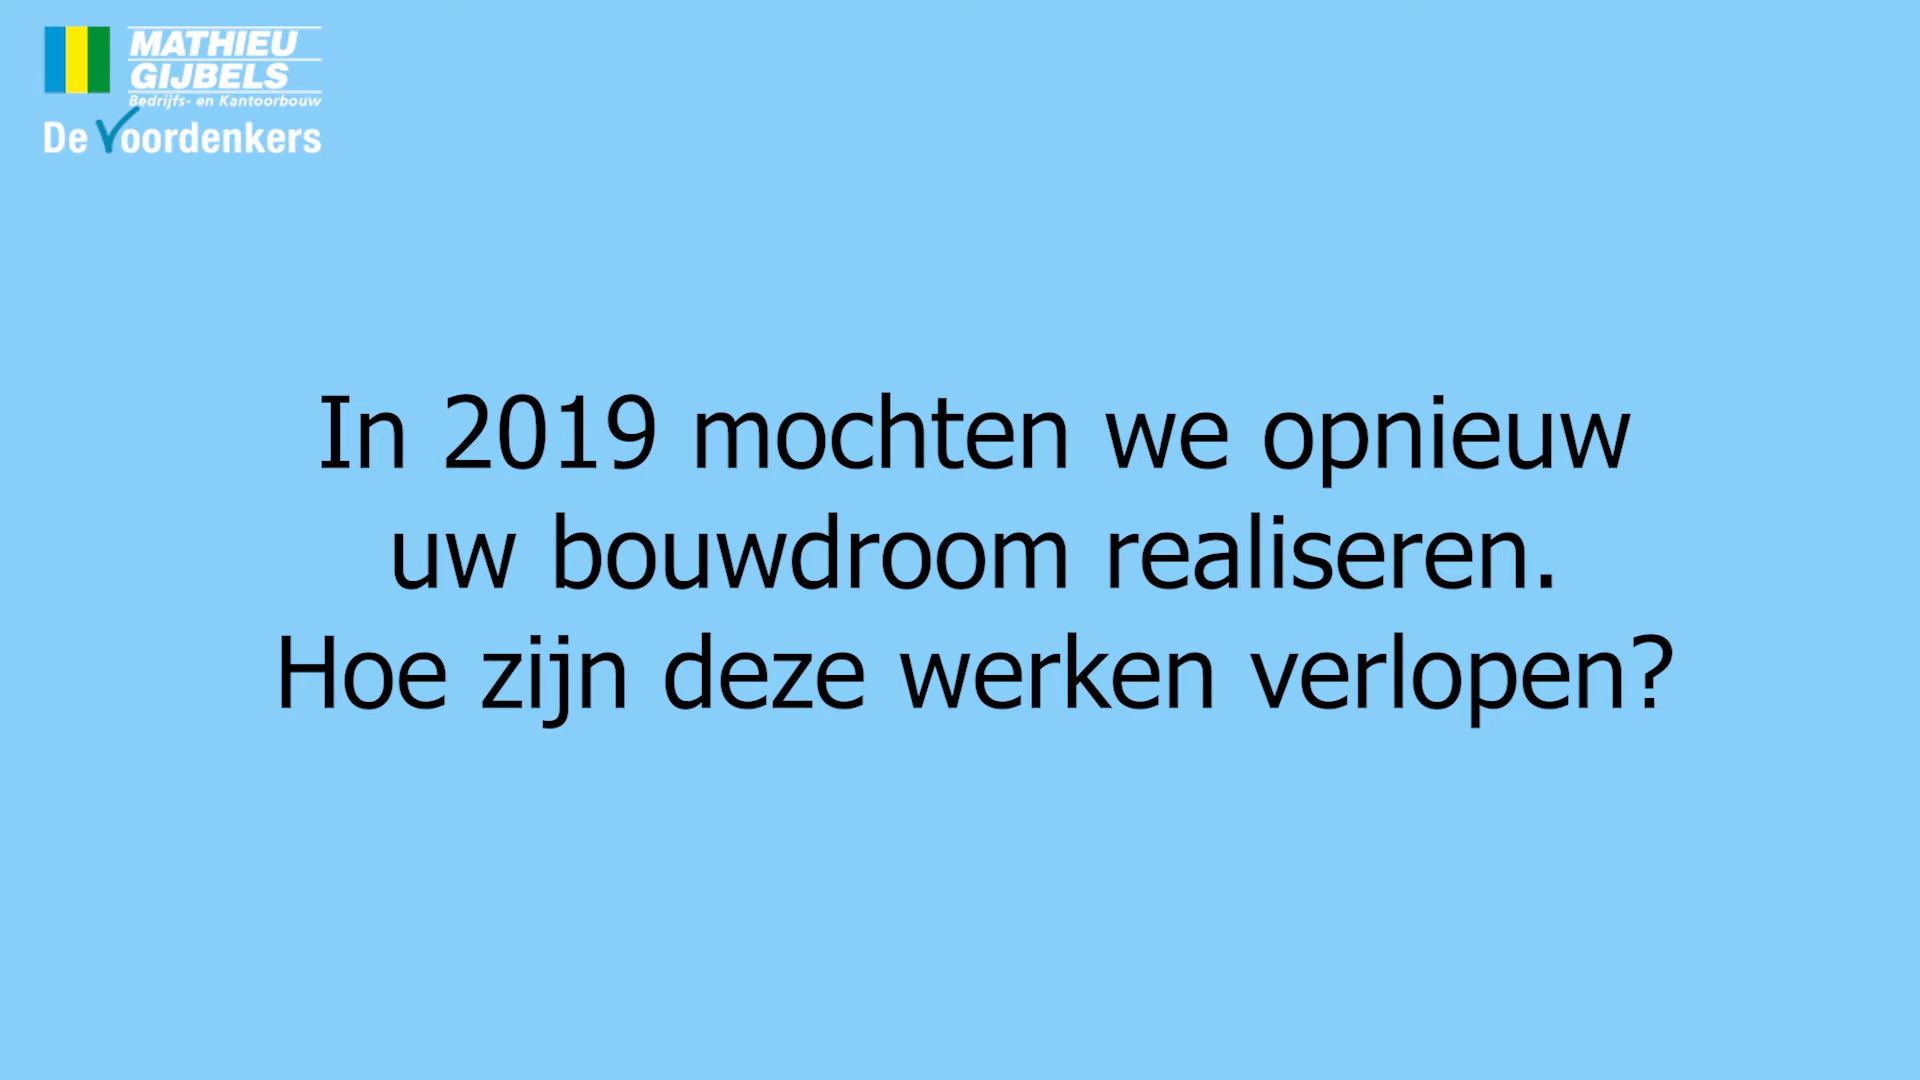 MATHIEU
GIJBELS
Bedrijfs- en Kantoorbouw
De Voordenkers
In 2019 mochten we opnieuw
uw bouwdroom realiseren.
Hoe zijn deze werken verlopen?